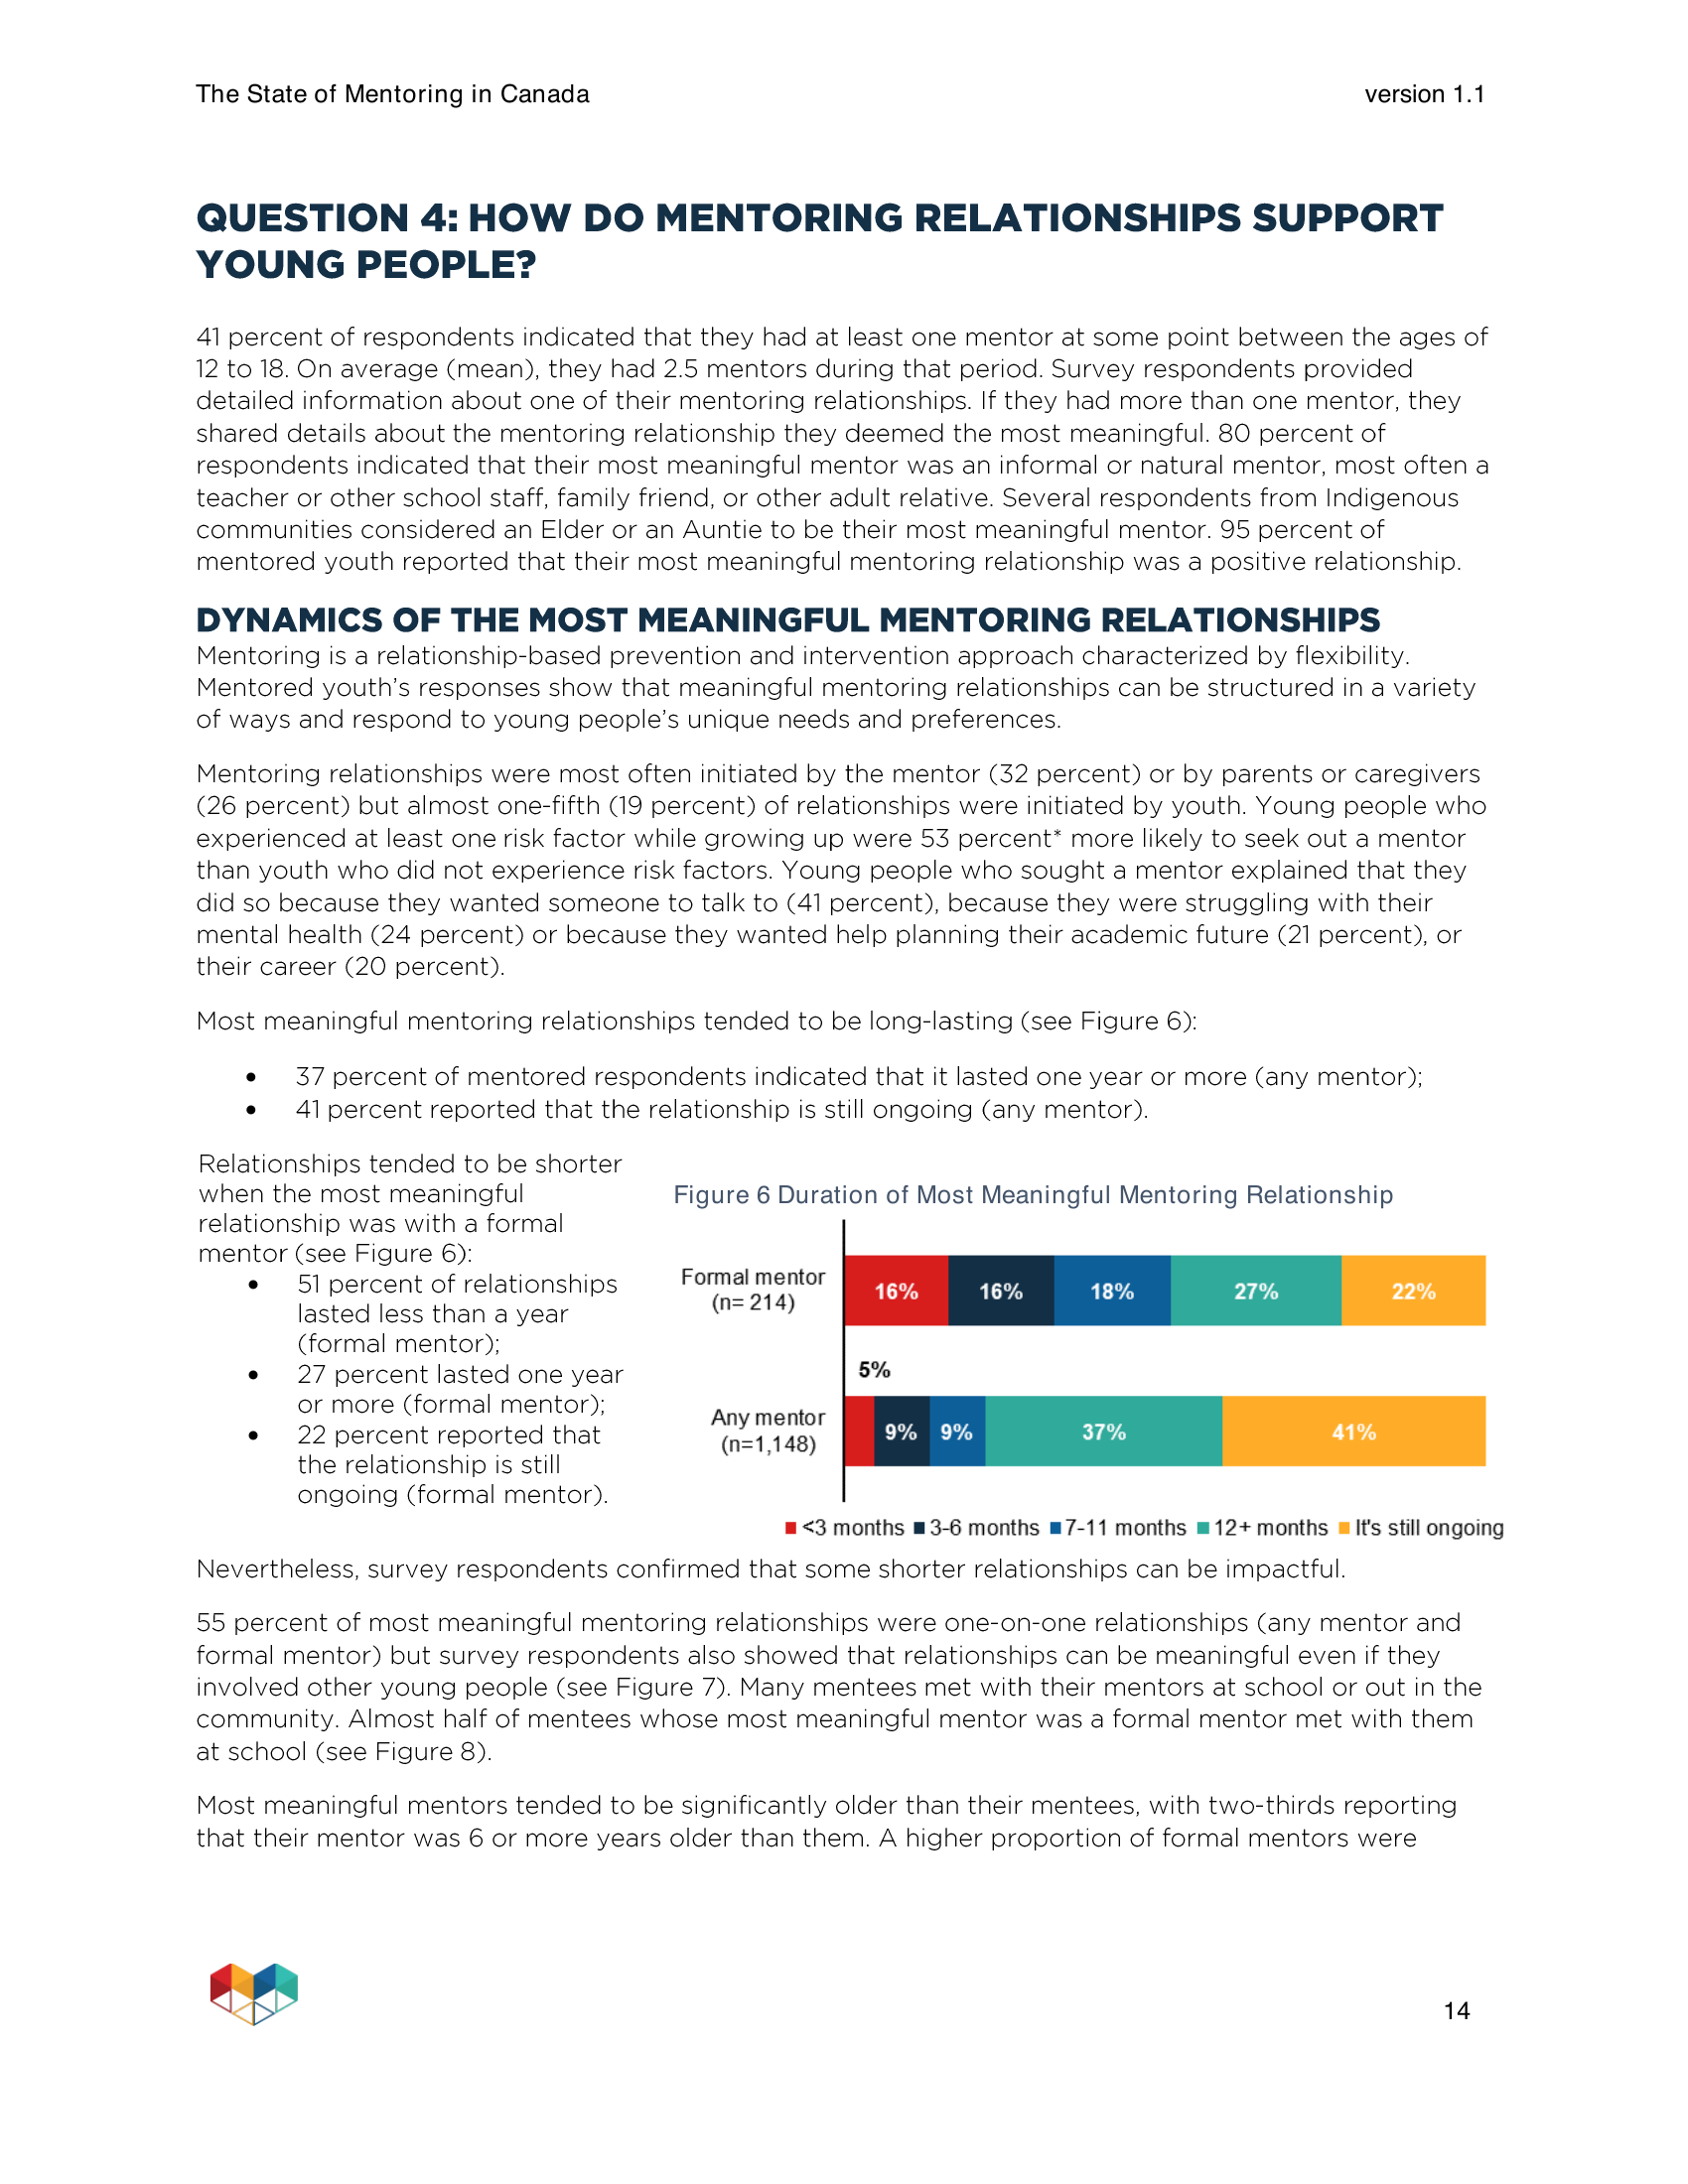 The State of Mentoring in Canada
version 1.1
QUESTION 4: HOW DO MENTORING RELATIONSHIPS SUPPORT
YOUNG PEOPLE?
41 percent of respondents indicated that they had at least one mentor at some point between the ages of
12 to 18. On average (mean), they had 2.5 mentors during that period. Survey respondents provided
detailed information about one of their mentoring relationships. If they had more than one mentor, they
shared details about the mentoring relationship they deemed the most meaningful. 80 percent of
respondents indicated that their most meaningful mentor was an informal or natural mentor, most often a
teacher or other school staff, family friend, or other adult relative. Several respondents from Indigenous
communities considered an Elder or an Auntie to be their most meaningful mentor. 95 percent of
mentored youth reported that their most meaningful mentoring relationship was a positive relationship.
DYNAMICS OF THE MOST MEANINGFUL MENTORING RELATIONSHIPS
Mentoring is a relationship-based prevention and intervention approach characterized by flexibility.
Mentored youth’s responses show that meaningful mentoring relationships can be structured in a variety
of ways and respond to young people’s unique needs and preferences.
Mentoring relationships were most often initiated by the mentor (32 percent) or by parents or caregivers
(26 percent) but almost one-fifth (19 percent) of relationships were initiated by youth. Young people who
experienced at least one risk factor while growing up were 53 percent* more likely to seek out a mentor
than youth who did not experience risk factors. Young people who sought a mentor explained that they
did so because they wanted someone to talk to (41 percent), because they were struggling with their
mental health (24 percent) or because they wanted help planning their academic future (21 percent), or
their career (20 percent).
Most meaningful mentoring relationships tended to be long-lasting (see Figure 6):
• 37 percent of mentored respondents indicated that it lasted one year or more (any mentor);
• 41 percent reported that the relationship is still ongoing (any mentor).
Relationships tended to be shorter
when the most meaningful
relationship was with a formal
mentor (see Figure 6):
• 51 percent of relationships
lasted less than a year
(formal mentor);
• 27 percent lasted one year
or more (formal mentor);
• 22 percent reported that
the relationship is still
ongoing (formal mentor).
Figure 6 Duration of Most Meaningful Mentoring Relationship
Formal mentor
(n= 214)
16% 16% 18% 27% 22%
5%
Any mentor
(n=1,148)
9% 9% 37% 41%
<3 months 3-6 months 7-11 months 12+ months It's still ongoing
Nevertheless, survey respondents confirmed that some shorter relationships can be impactful.
55 percent of most meaningful mentoring relationships were one-on-one relationships (any mentor and
formal mentor) but survey respondents also showed that relationships can be meaningful even if they
involved other young people (see Figure 7). Many mentees met with their mentors at school or out in the
community. Almost half of mentees whose most meaningful mentor was a formal mentor met with them
at school (see Figure 8).
Most meaningful mentors tended to be significantly older than their mentees, with two-thirds reporting
that their mentor was 6 or more years older than them. A higher proportion of formal mentors were
14